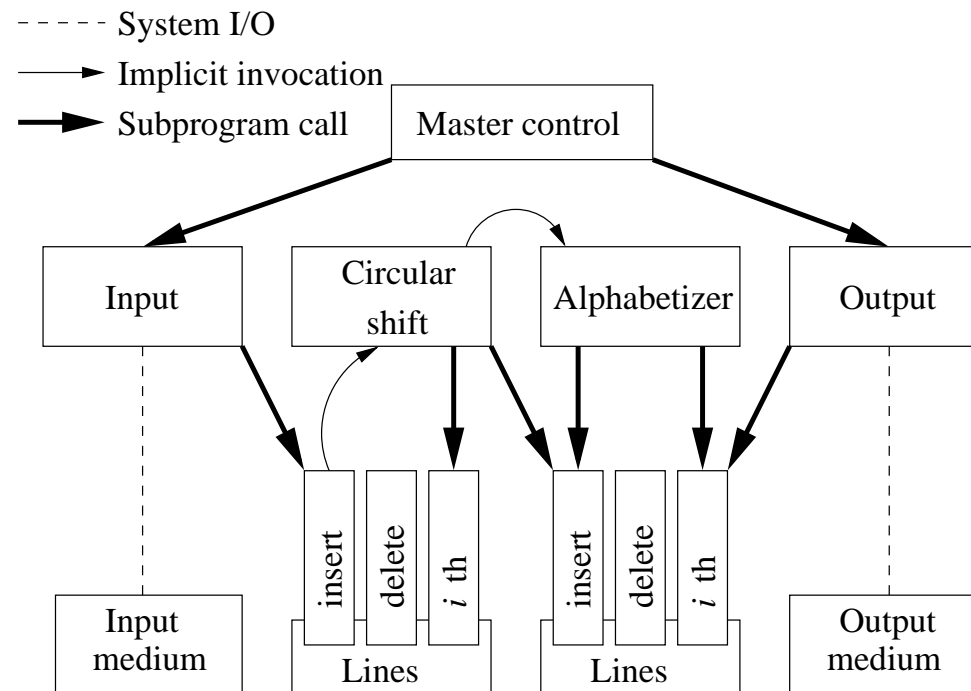 System I/O
Implicit invocation
Subprogram call
Master control
Input
Circular
shift
Alphabetizer
Output
insert
delete
i th
insert
delete
i th
Input
medium
Lines
Lines
Output
medium